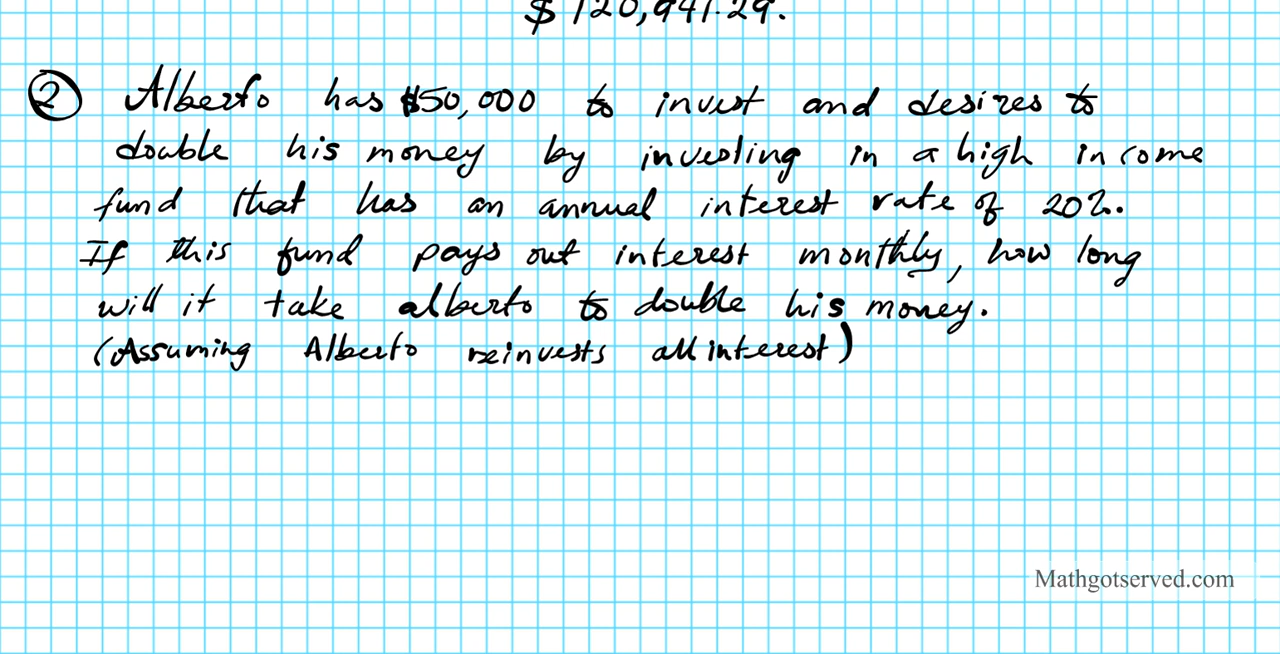 $120,941.29.
② Alberto has $50,000 to invest and desires to
double his money by investing in a high income
fund that has an annual interest rate of 20%.
If this fund pays out interest monthly, how long
will it take alberto to double his money.
(Assuming Alberto reinvests all interest)
Mathgotserved.com